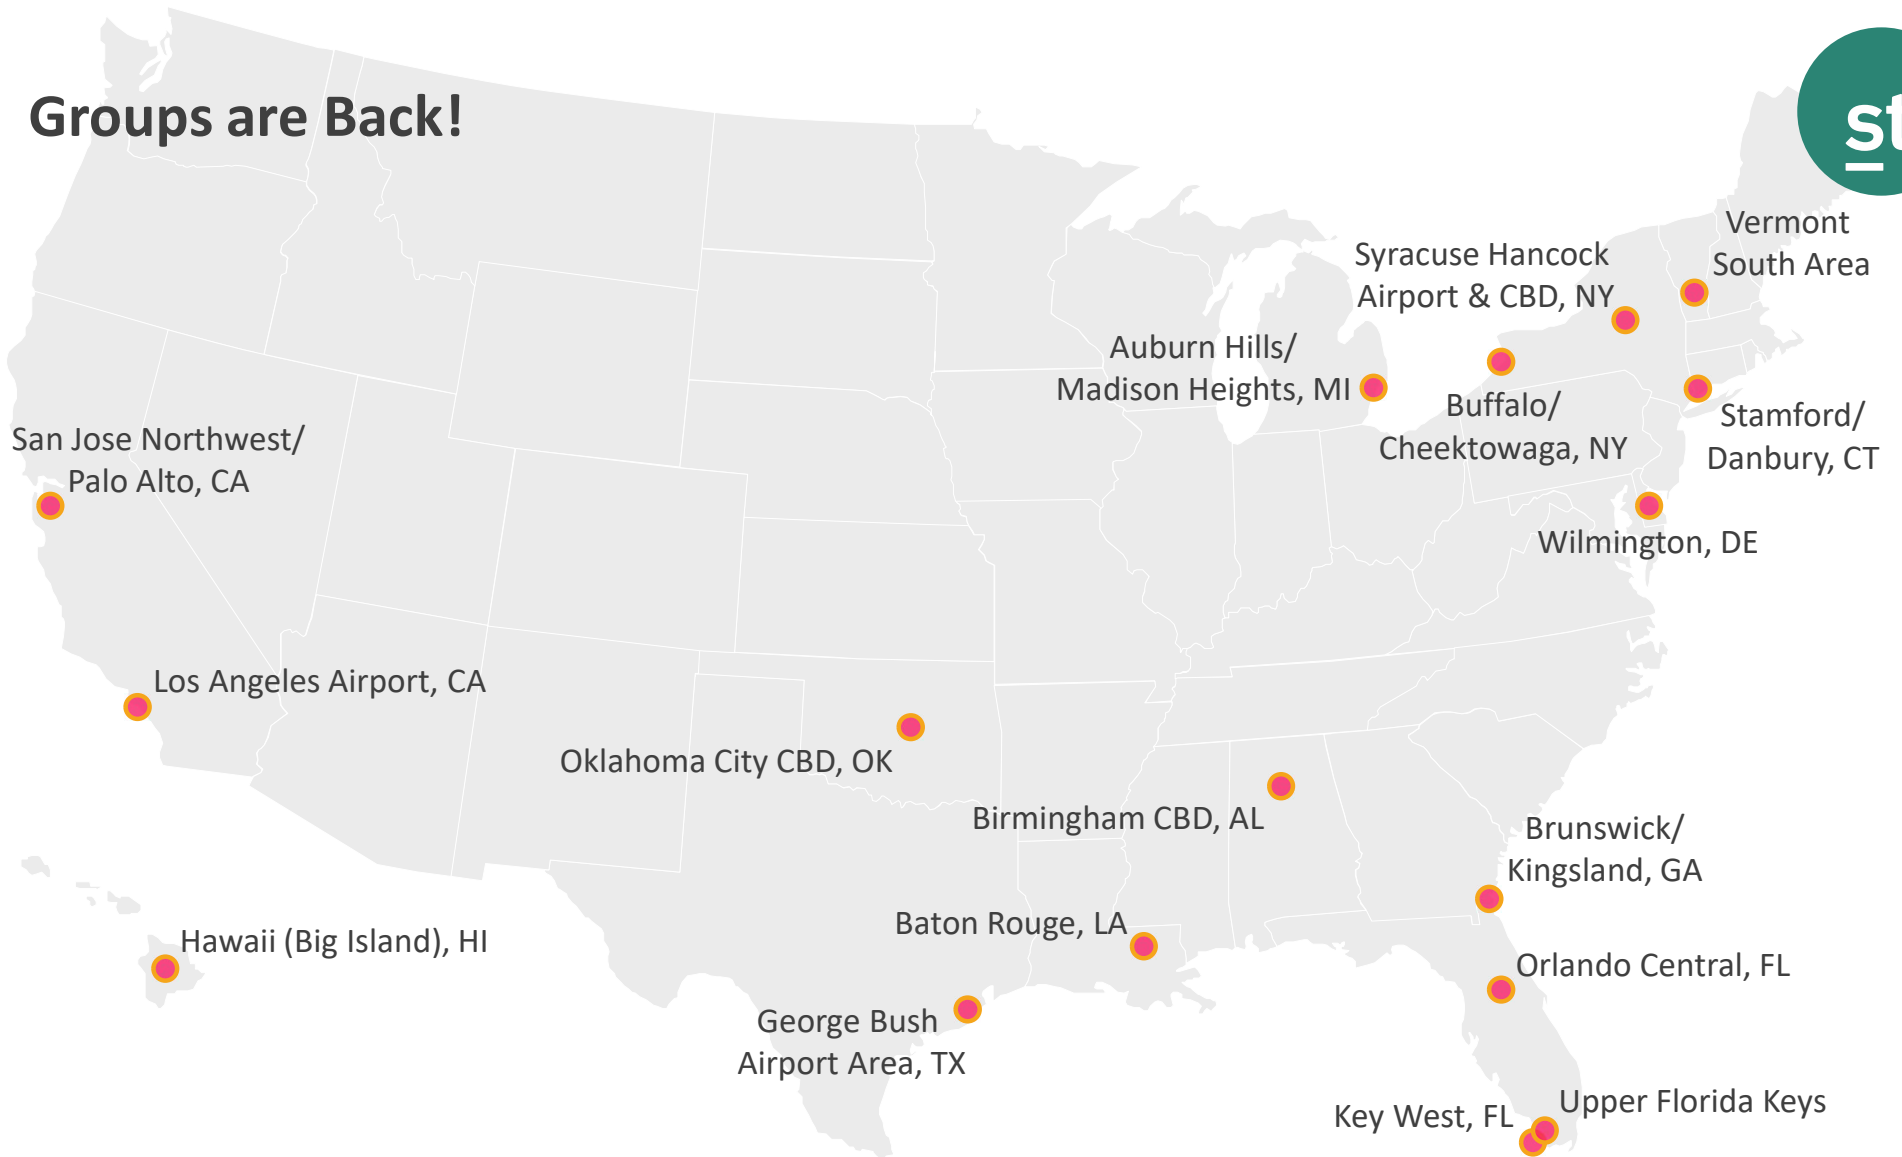 Groups are Back!
st
Vermont
South Area
Syracuse Hancock
Airport & CBD, NY
Auburn Hills/
Madison Heights, MI
Buffalo/
Cheektowaga, NY
Stamford/
Danbury, CT
San Jose Northwest/
Palo Alto, CA
Wilmington, DE
Los Angeles Airport, CA
Oklahoma City CBD, OK
Birmingham CBD, AL
Brunswick/
Kingsland, GA
Baton Rouge, LA
Hawaii (Big Island), HI
Orlando Central, FL
George Bush
Airport Area, TX
Key West, FL
Upper Florida Keys